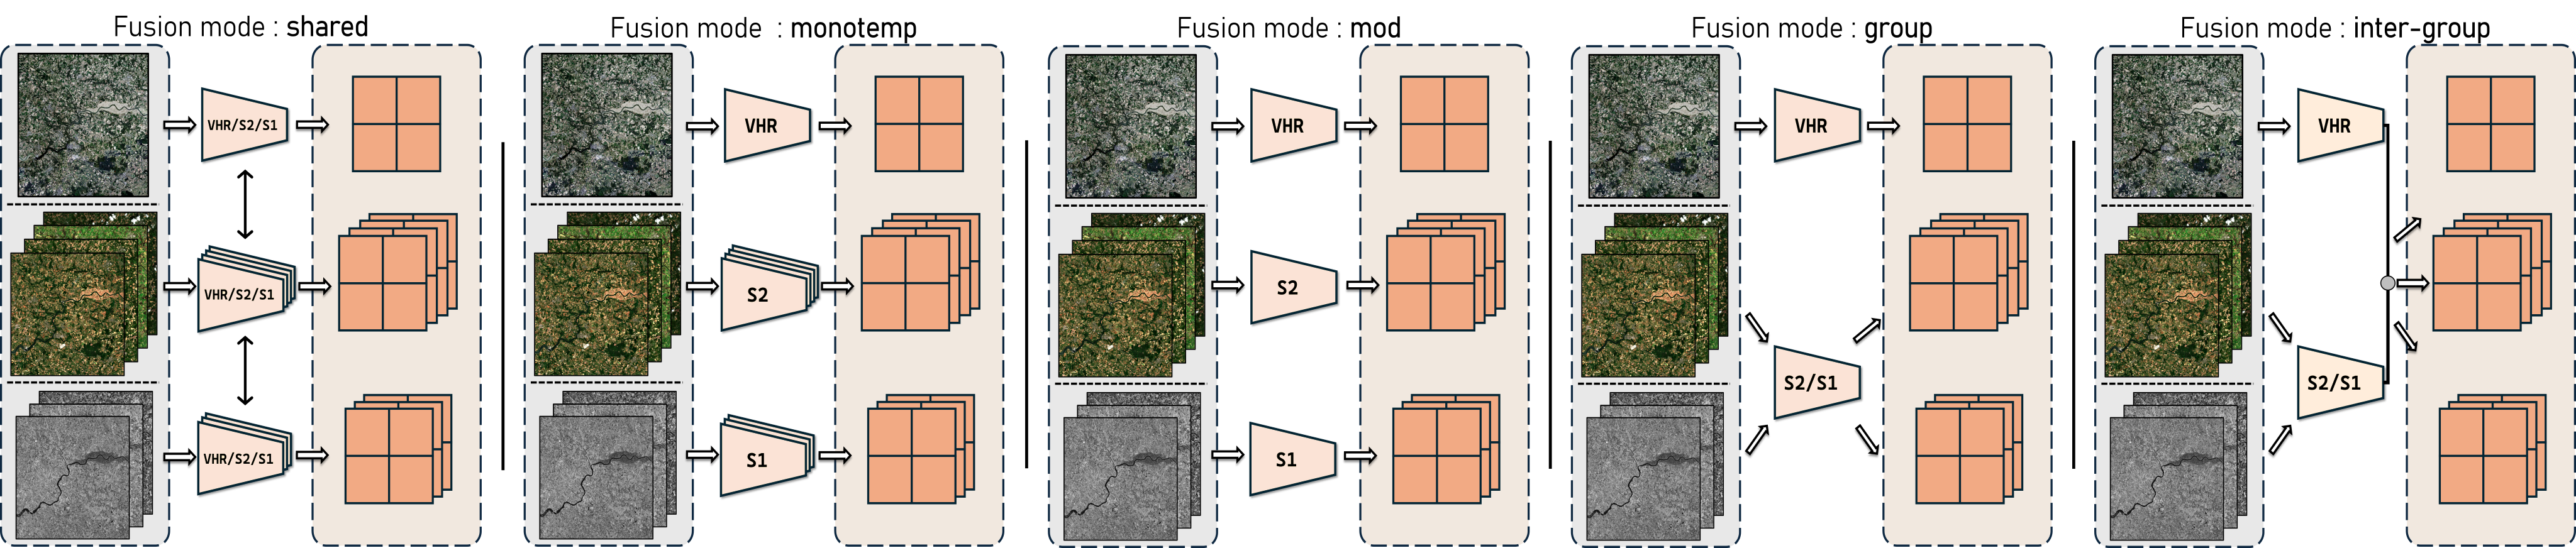 Fusion mode : shared
VHR/S2/S1
VHR/S2/S1
VHR/S2/S1
Fusion mode : monotemp
VHR
S2
S1
Fusion mode : mod
VHR
S2
S1
Fusion mode : group
VHR
S2/S1
Fusion mode : inter-group
VHR
S2/S1